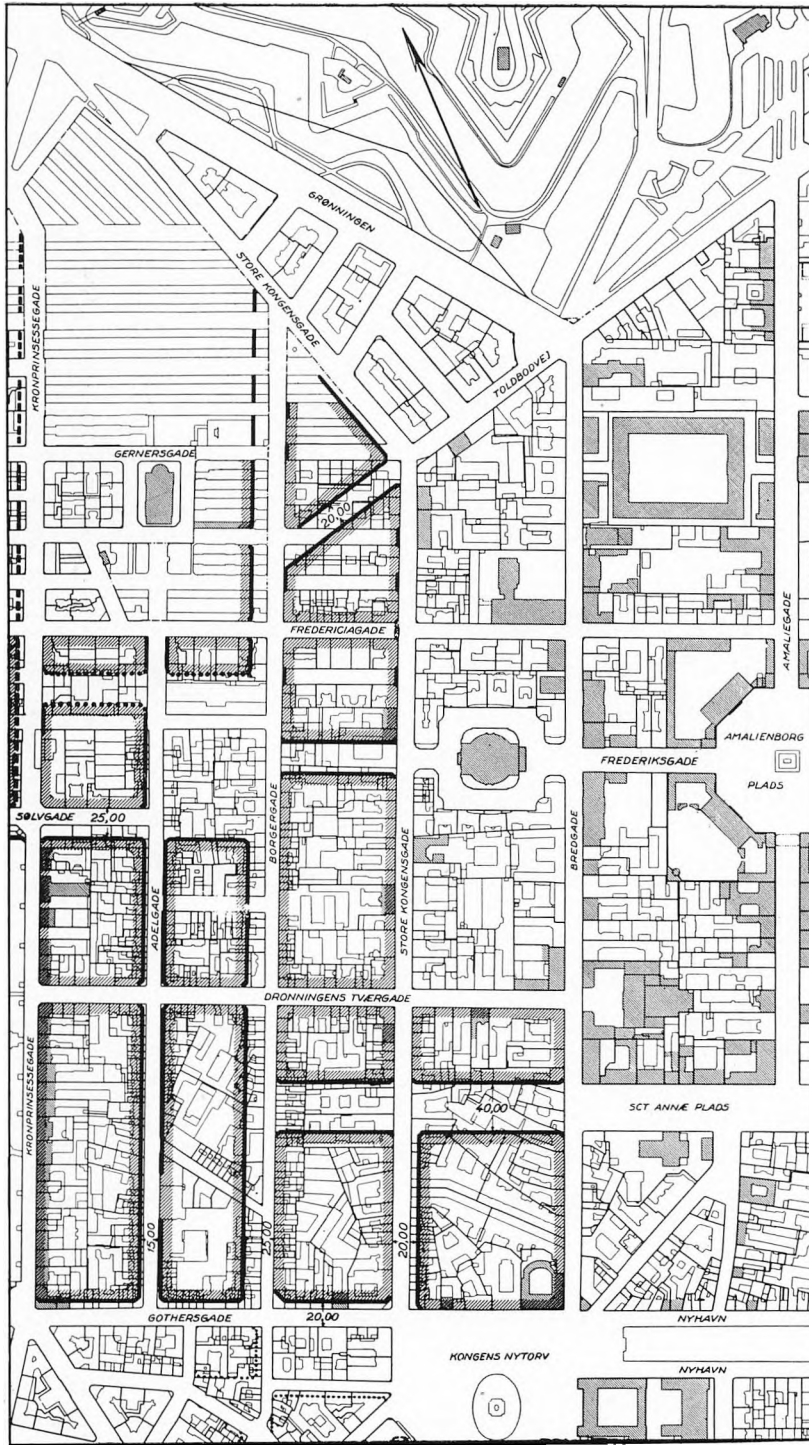 GRØNNINGEN
STORE KONGENSGADE
KRONPRINSESSEGADE
TOLDBODVEJ
GERNERSGADE
20,00
FREDERICIAGADE
AMALIEGADE
AMALIENBORG
PLADS
FREDERIKSGADE
SØLVGADE 25,00
BORGERGADE
STORE KONGENSGADE
BREDGADE
ADELGADE
DRONNINGENS TVÆRGADE
KRONPRINSESSEGADE
40,00
SCT ANNÆ PLADS
15,00
25,00
20,00
GOTHERSGADE
20,00
NYHAVN
KONGENS NYTORV
NYHAVN